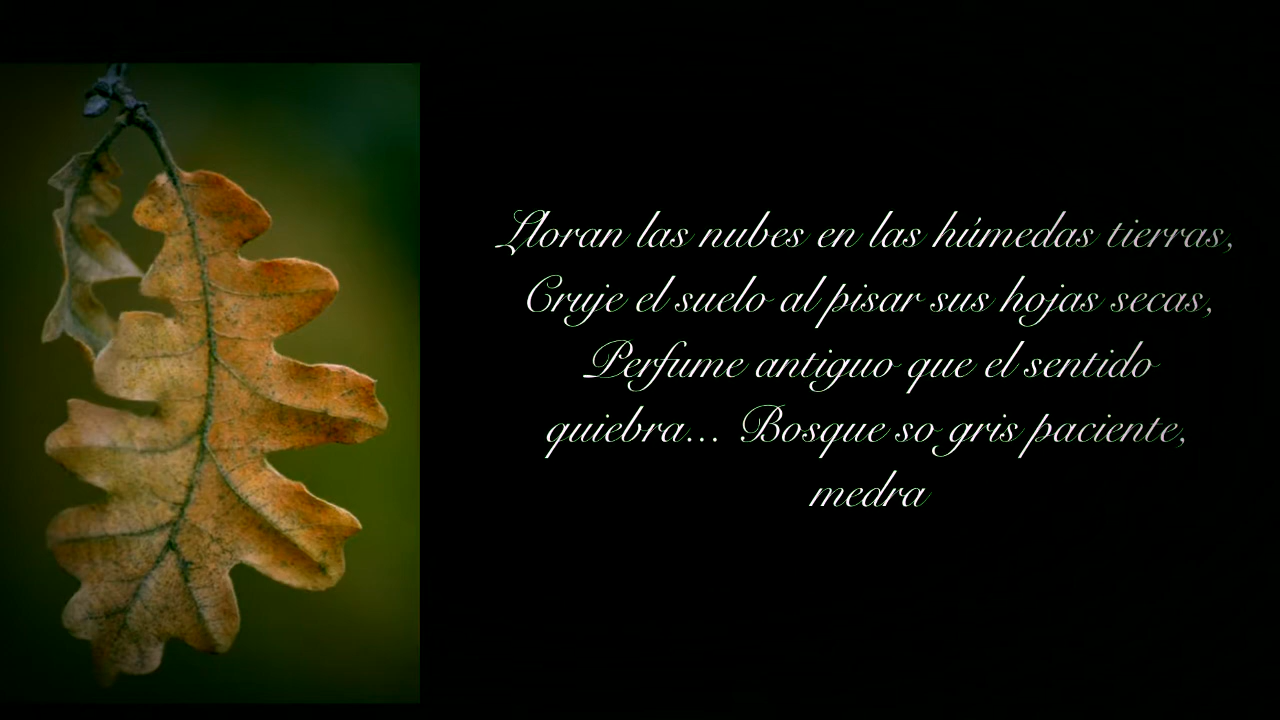 Lloran las nubes en las húmedas tierras,
Cruje el suelo al pisar sus hojas secas,
Perfume antiguo que el sentido
quiebra... Bosque so gris paciente,
medra